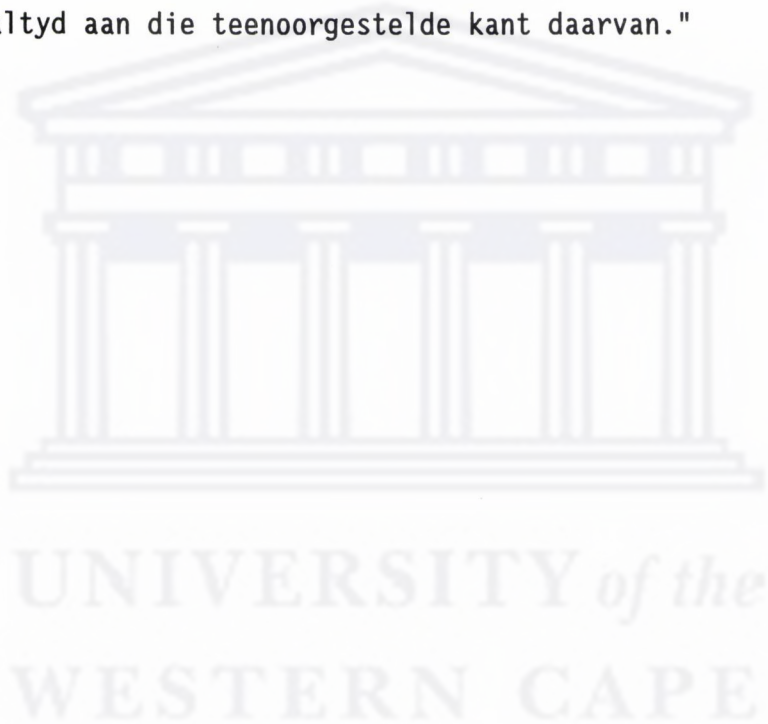 ltyd aan die teenoorgestelde kant daarvan."
UNIVERSITY of the
WESTERN CAPE